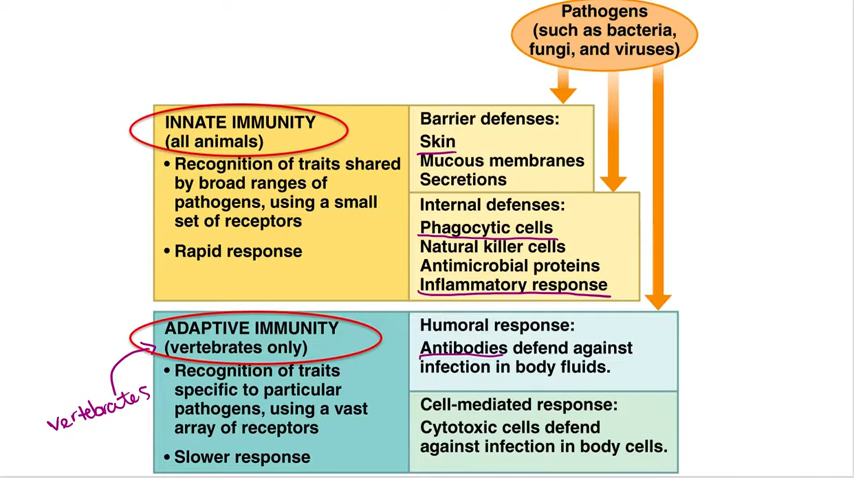 Pathogens
(such as bacteria,
fungi, and viruses)
INNATE IMMUNITY
(all animals)
• Recognition of traits shared
by broad ranges of
pathogens, using a small
set of receptors
• Rapid response
Barrier defenses:
Skin
Mucous membranes
Secretions
Internal defenses:
Phagocytic cells
Natural killer cells
Antimicrobial proteins
Inflammatory response
ADAPTIVE IMMUNITY
(vertebrates only)
• Recognition of traits
specific to particular
pathogens, using a vast
array of receptors
• Slower response
vertebrates
Humoral response:
Antibodies defend against
infection in body fluids.
Cell-mediated response:
Cytotoxic cells defend
against infection in body cells.